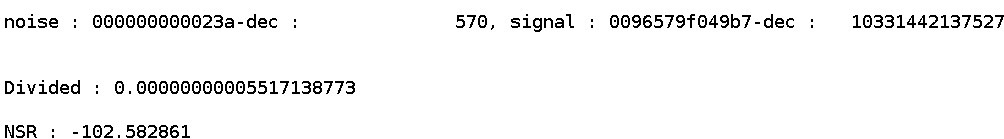 noise : 000000000023a-dec :               570, signal : 0096579f049b7-dec :   10331442137527
Divided : 0.00000000005517138773
NSR : -102.582861